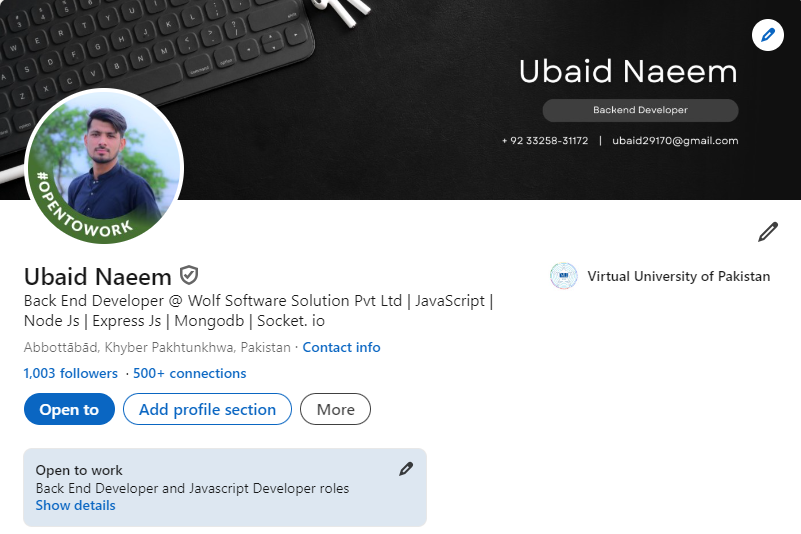 Ubaid Naeem
Backend Developer
+ 92 33258-31172 | ubaid29170@gmail.com
#OPENTOWORK
Ubaid Naeem
Back End Developer @ Wolf Software Solution Pvt Ltd | JavaScript |
Node Js | Express Js | Mongodb | Socket. io
Virtual University of Pakistan
Abbottābād, Khyber Pakhtunkhwa, Pakistan · Contact info
1,003 followers · 500+ connections
Open to
Add profile section
More
Open to work
Back End Developer and Javascript Developer roles
Show details